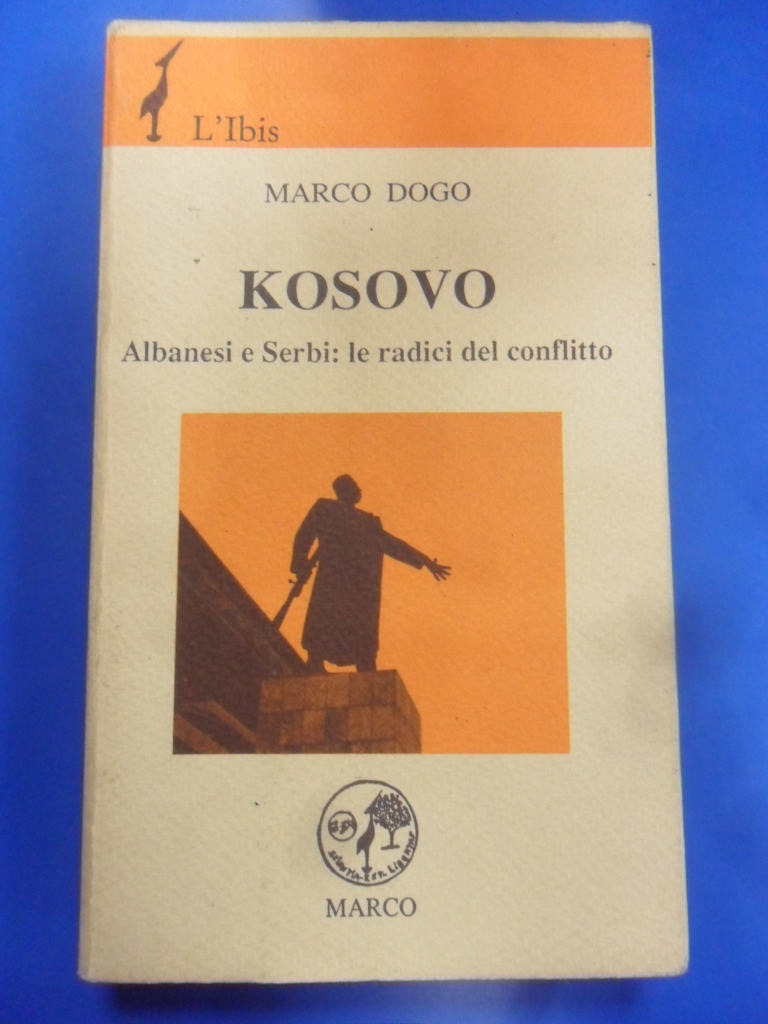 L'Ibis
MARCO DOGO
KOSOVO
Albanesi e Serbi: le radici del conflitto
MARCO